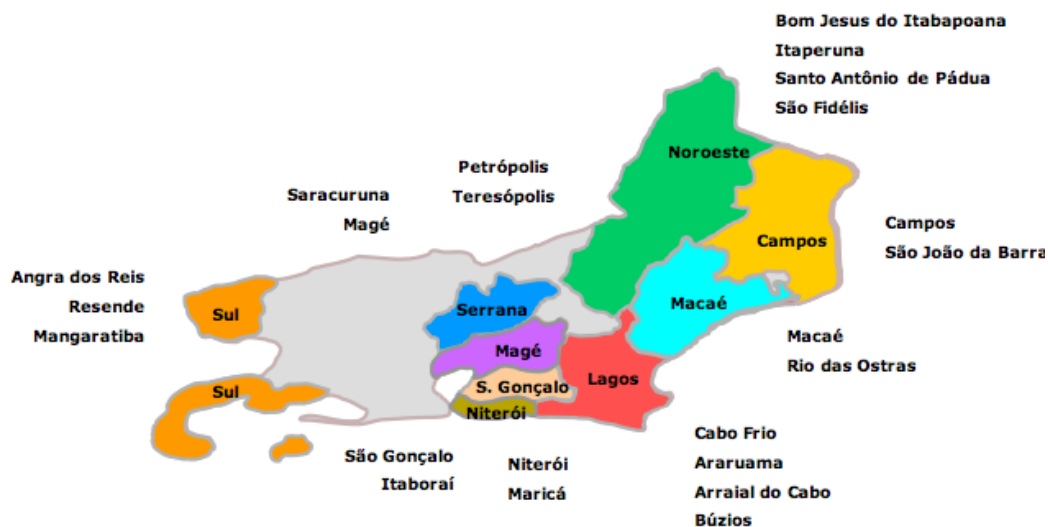 Bom Jesus do Itabapoana
Itaperuna
Santo Antônio de Pádua
São Fidélis
Noroeste
Petrópolis
Teresópolis
Saracuruna
Magé
Campos
Campos
São João da Barra
Angra dos Reis
Resende
Mangaratiba
Sul
Serrana
Macaé
Macaé
Rio das Ostras
Magé
Lagos
S. Gonçalo
Sul
Niterói
São Gonçalo
Itaboraí
Niterói
Maricá
Cabo Frio
Araruama
Arraial do Cabo
Búzios